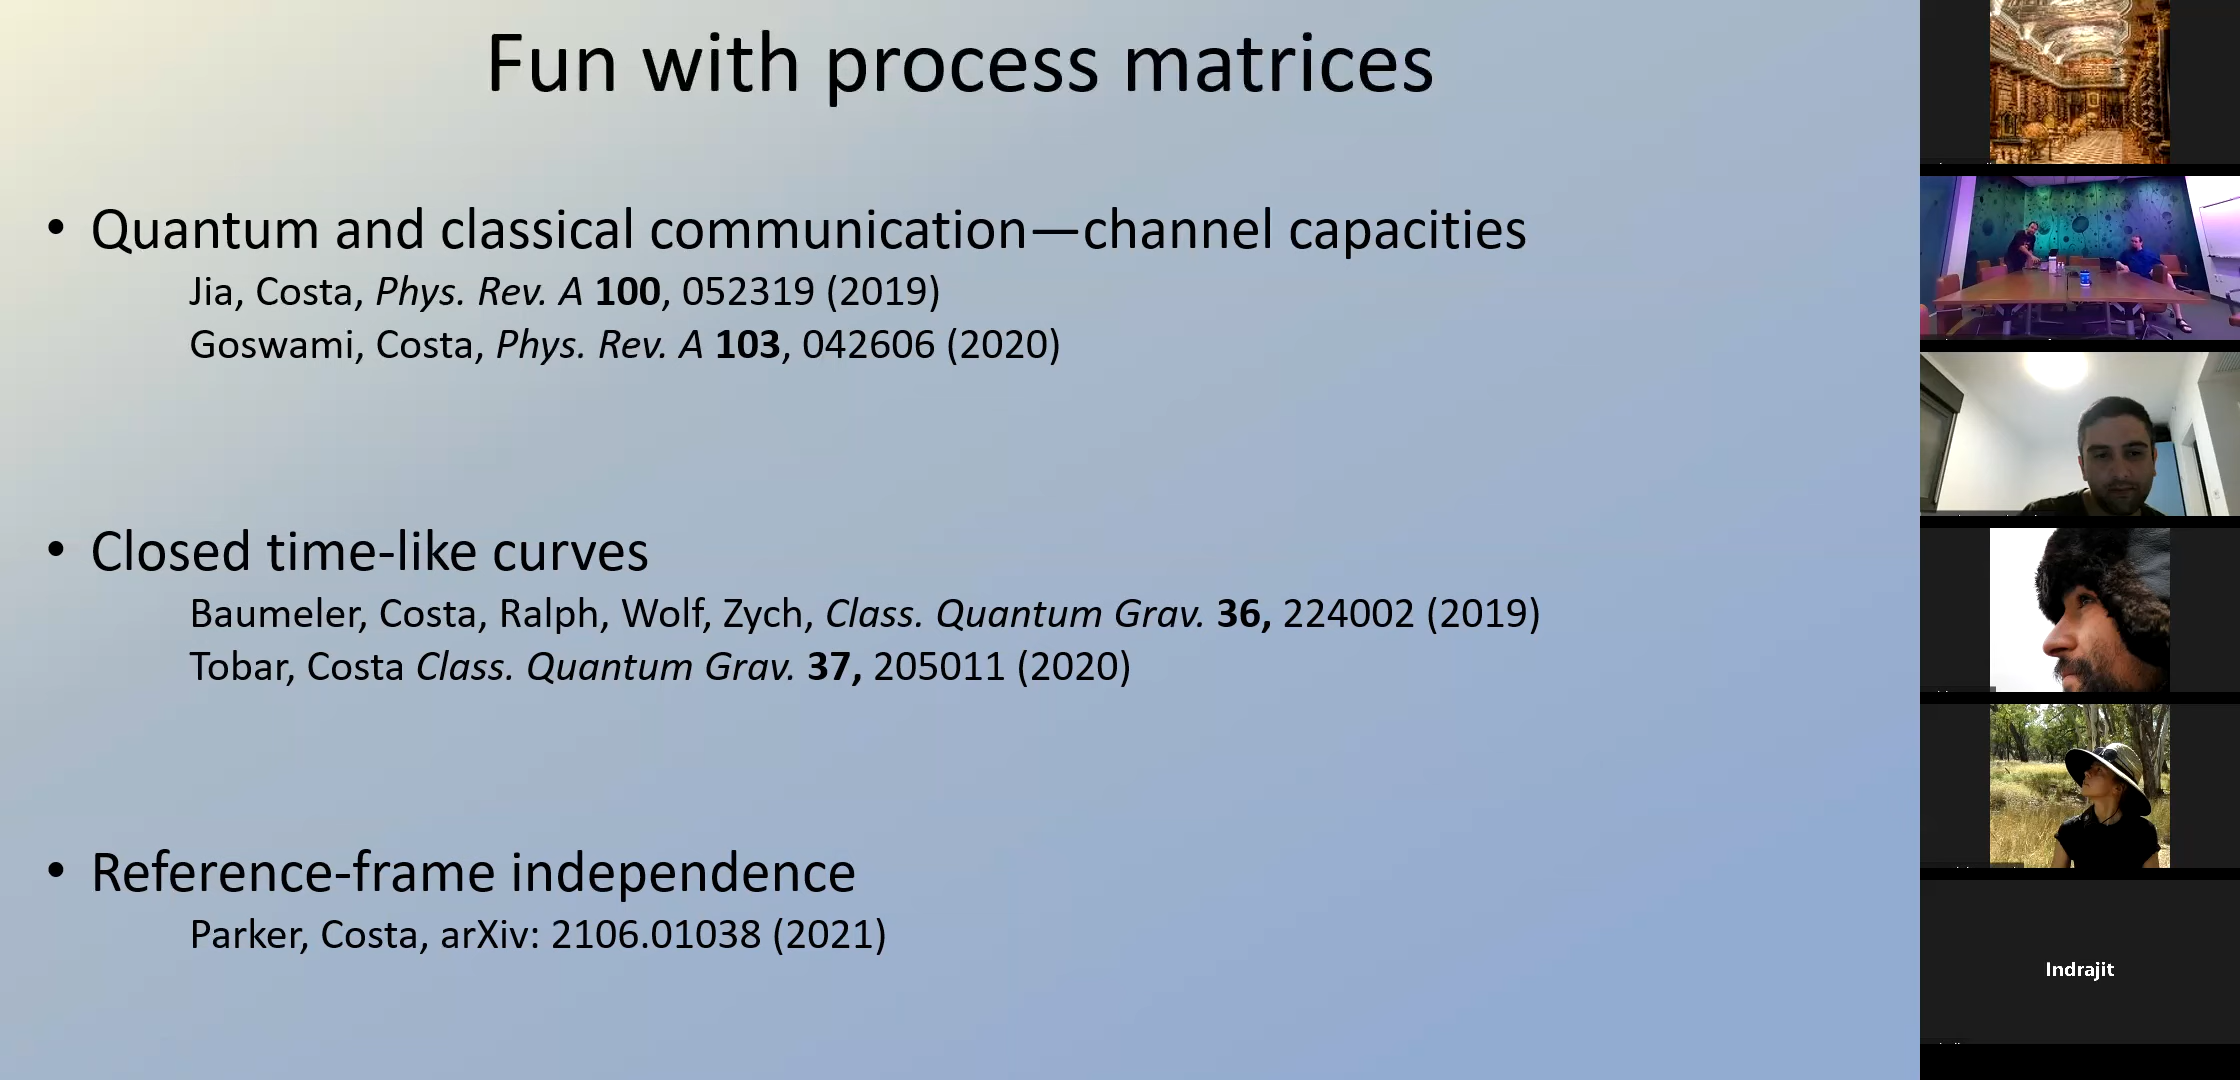 Fun with process matrices
• Quantum and classical communication—channel capacities
Jia, Costa, Phys. Rev. A 100, 052319 (2019)
Goswami, Costa, Phys. Rev. A 103, 042606 (2020)
• Closed time-like curves
Baumeler, Costa, Ralph, Wolf, Zych, Class. Quantum Grav. 36, 224002 (2019)
Tobar, Costa Class. Quantum Grav. 37, 205011 (2020)
• Reference-frame independence
Parker, Costa, arXiv: 2106.01038 (2021)
Indrajit